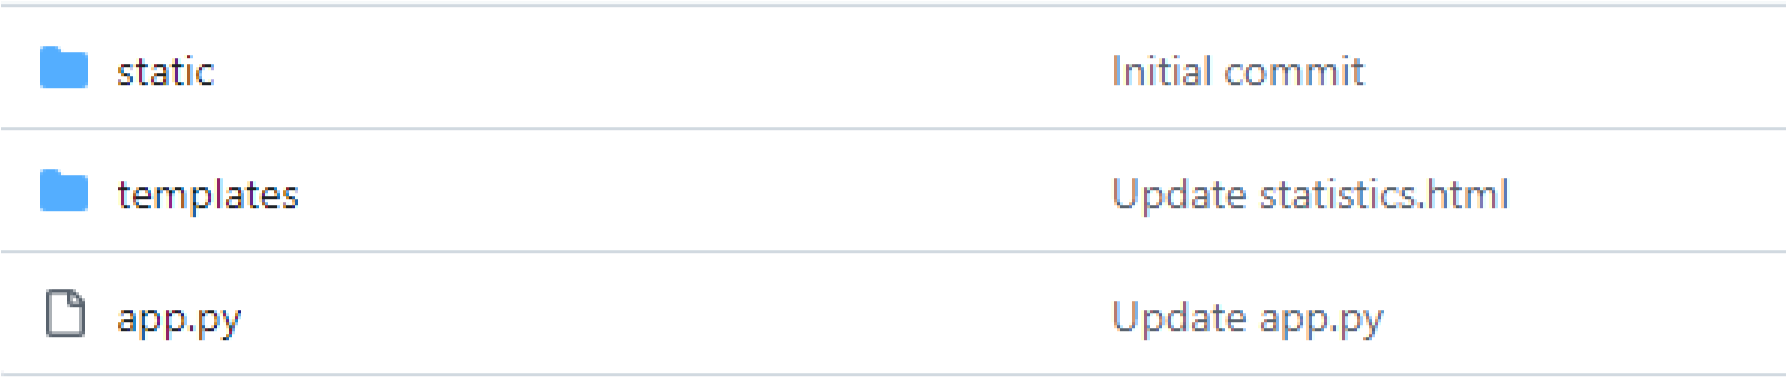 static Initial commit
templates Update statistics.html
app.py Update app.py